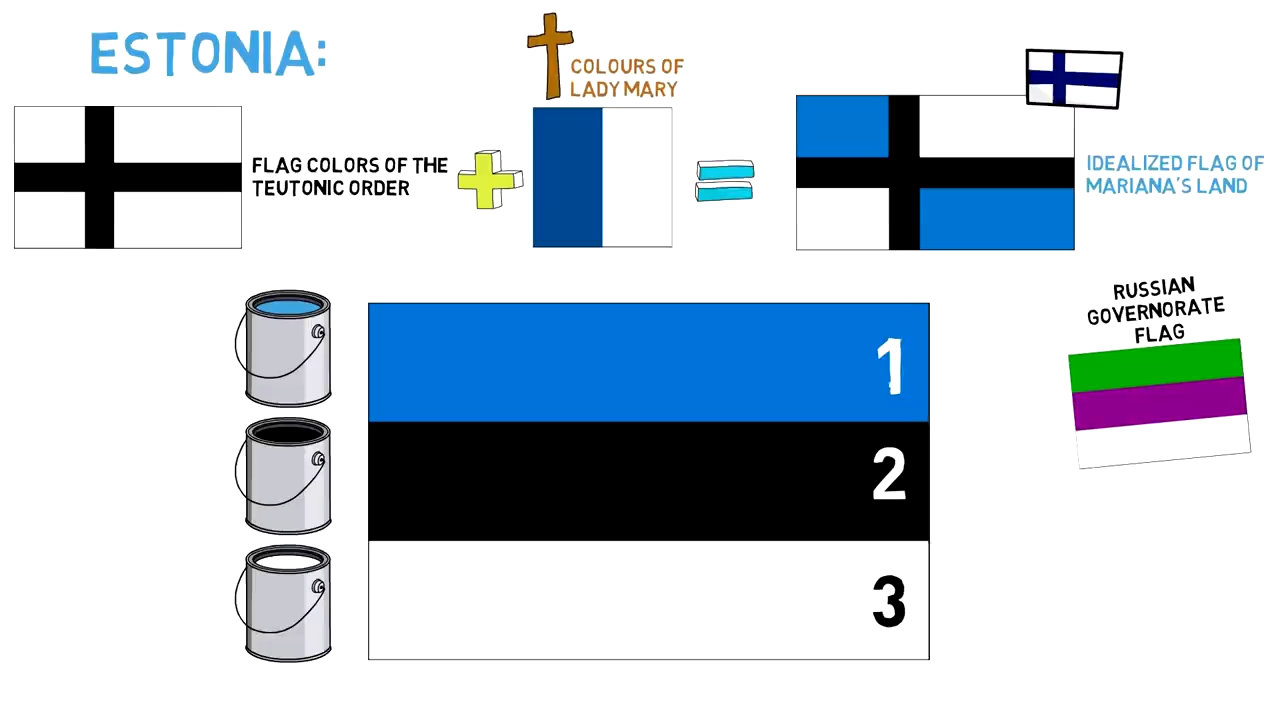 ESTONIA:
COLOURS OF
LADY MARY
FLAG COLORS OF THE
TEUTONIC ORDER
IDEALIZED FLAG OF
MARIANA'S LAND
RUSSIAN
GOVERNORATE
FLAG
1
2
3